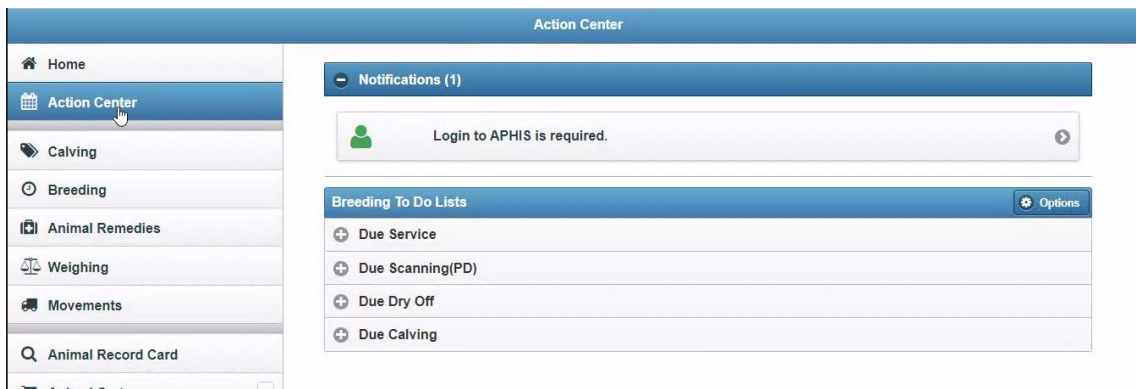 Action Center
Home
Action Center
Calving
Breeding
Animal Remedies
Weighing
Movements
Animal Record Card
Notifications (1)
Login to APHIS is required.
Breeding To Do Lists
Options
Due Service
Due Scanning(PD)
Due Dry Off
Due Calving